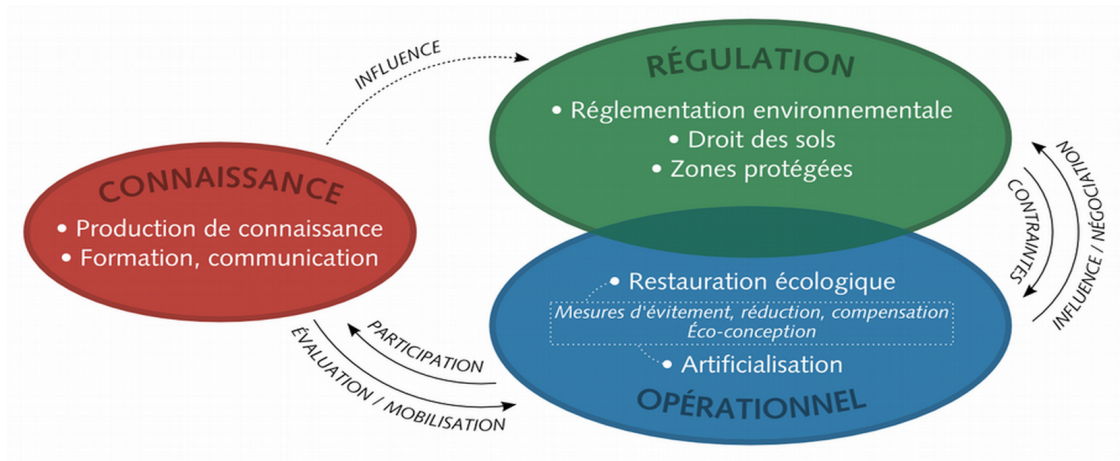 INFLUENCE
RÉGULATION
• Réglementation environnementale
• Droit des sols
• Zones protégées
CONNAISSANCE
• Production de connaissance
• Formation, communication
CONTRAINTES
INFLUENCE / NÉGOCIATION
• Restauration écologique
Mesures d'évitement, réduction, compensation
Éco-conception
• Artificialisation
OPÉRATIONNEL
PARTICIPATION
ÉVALUATION / MOBILISATION